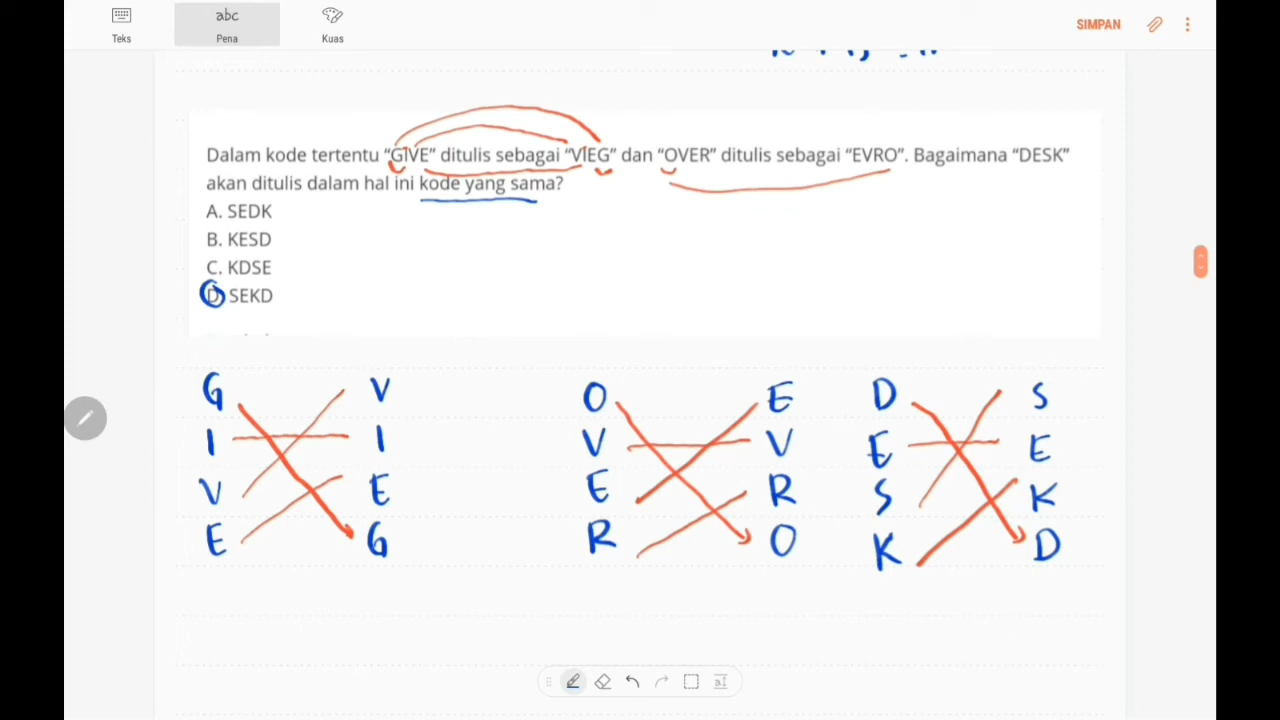 Teks
abc
Pena
Kuas
SIMPAN
Dalam kode tertentu “GIVE” ditulis sebagai “VIEG” dan “OVER” ditulis sebagai “EVRO”. Bagaimana “DESK”
akan ditulis dalam hal ini kode yang sama?
A. SEDK
B. KESD
C. KDSE
D. SEKD
G V O E D S
I I V V E E
V E E R S K
E G R O K D